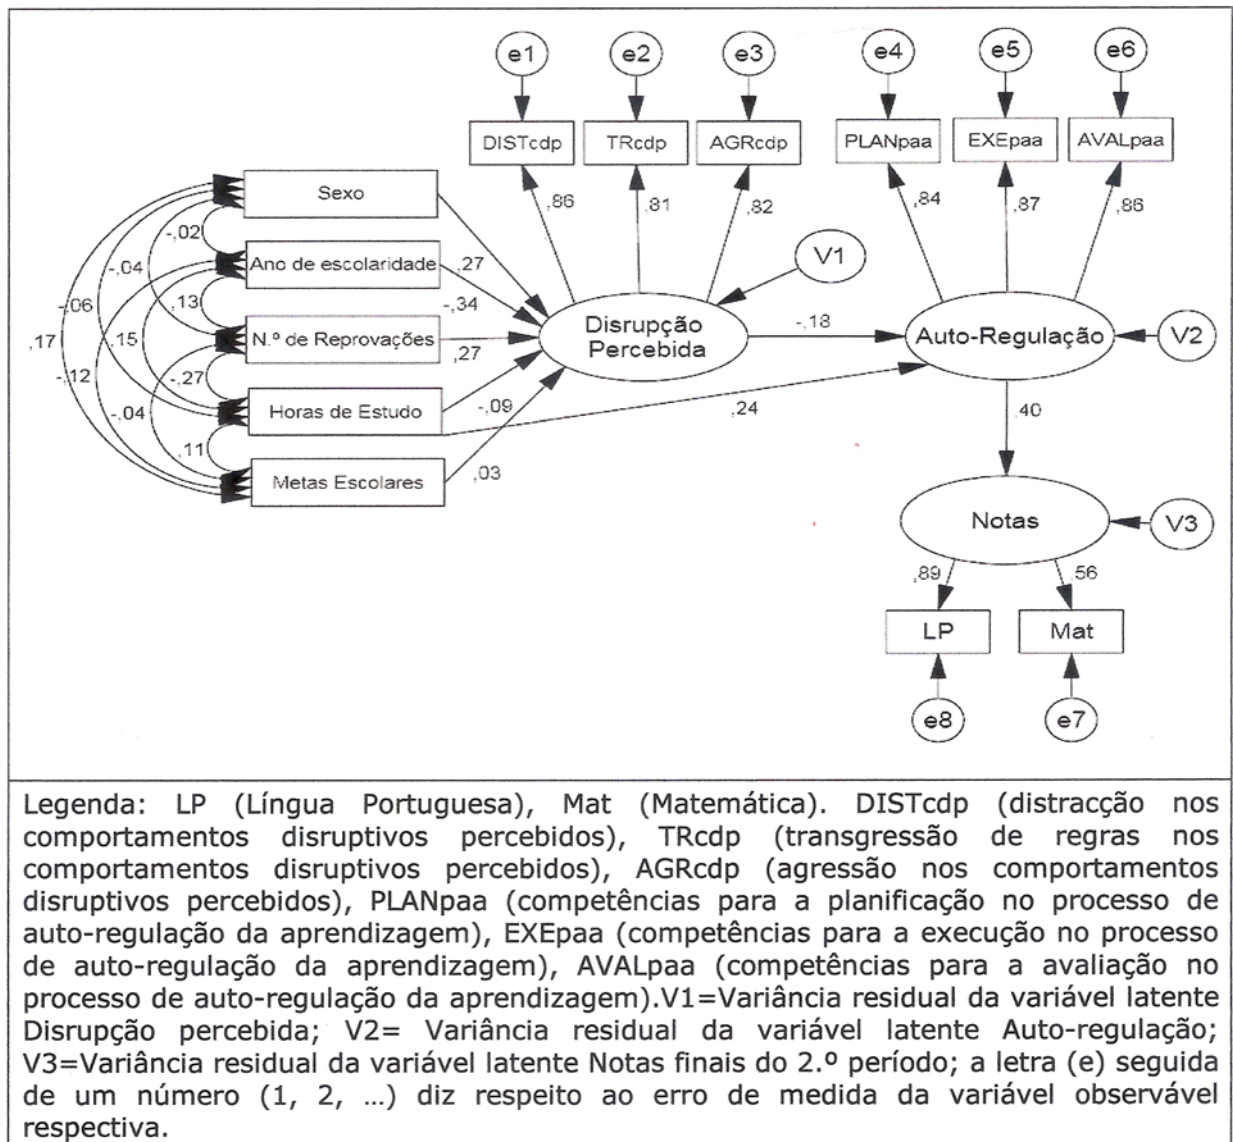 e1 e2 e3 e4 e5 e6
DISTcdp TRcdp AGRcdp PLANpaa EXEpaa AVALpaa
,86 ,81 ,82 ,84 ,87 ,86
Sexo
-,02
Ano de escolaridade
,27
V1
-,04
-,06
,13
-,34
Disrupção
Percebida
-,18
Auto-Regulação
V2
,17
,15
N.º de Reprovações
,27
-,12
-,27
-,04
Horas de Estudo
-,09
,24
,40
,11
Metas Escolares
,03
Notas
V3
,89 ,56
LP Mat
e8 e7
Legenda: LP (Língua Portuguesa), Mat (Matemática). DISTcdp (distracção nos
comportamentos disruptivos percebidos), TRcdp (transgressão de regras nos
comportamentos disruptivos percebidos), AGRcdp (agressão nos comportamentos
disruptivos percebidos), PLANpaa (competências para a planificação no processo de
auto-regulação da aprendizagem), EXEpaa (competências para a execução no processo
de auto-regulação da aprendizagem), AVALpaa (competências para a avaliação no
processo de auto-regulação da aprendizagem).V1=Variância residual da variável latente
Disrupção percebida; V2= Variância residual da variável latente Auto-regulação;
V3=Variância residual da variável latente Notas finais do 2.º período; a letra (e) seguida
de um número (1, 2, ...) diz respeito ao erro de medida da variável observável
respectiva.